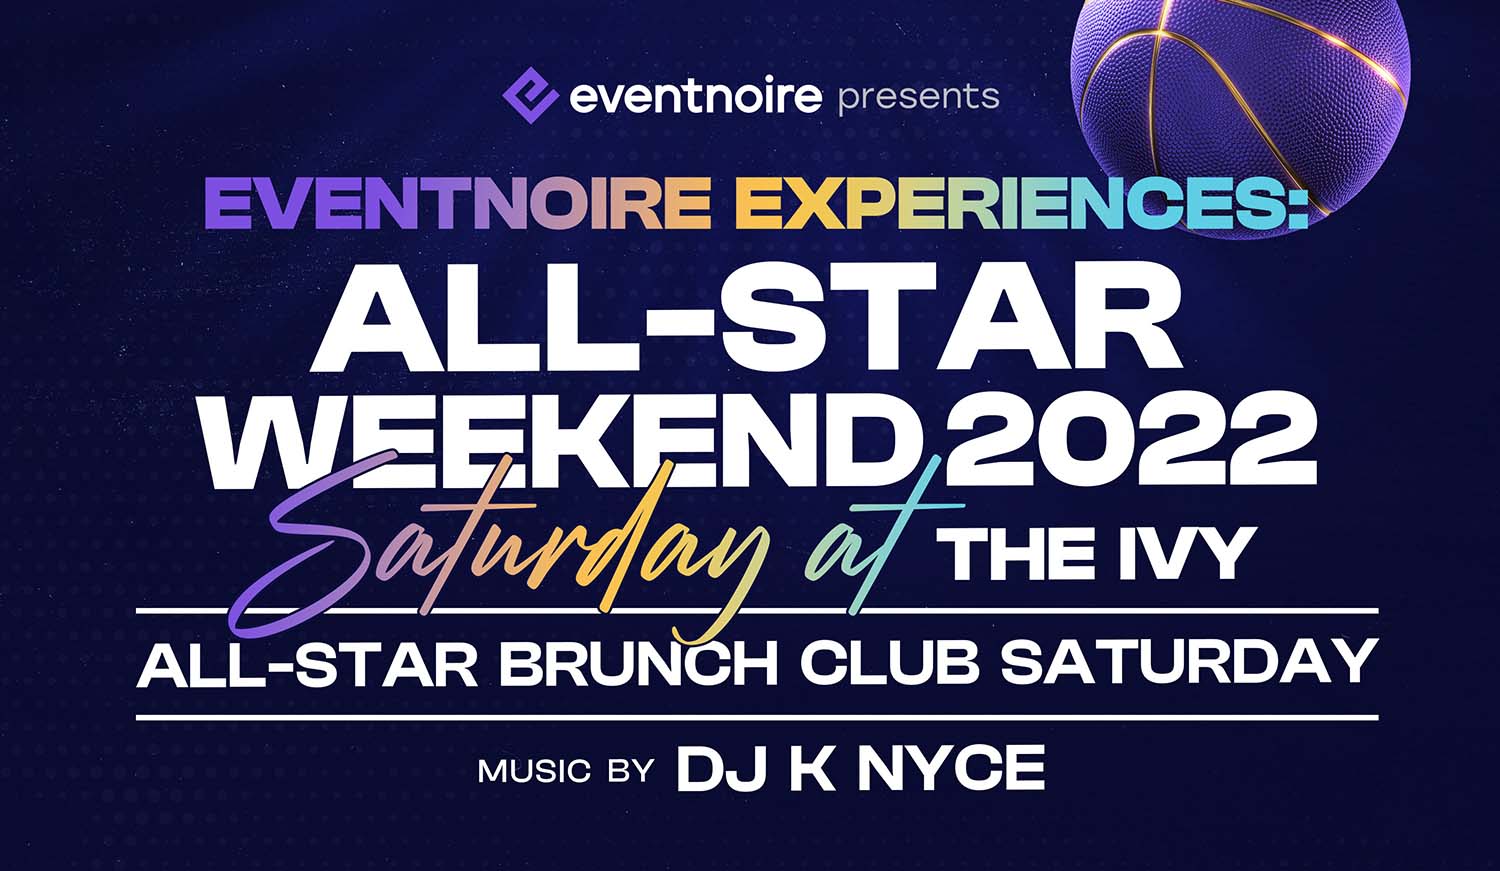 eventnoire presents
EVENTNOIRE EXPERIENCES:
ALL-STAR
WEEKEND 2022
Saturday at THE IVY
ALL-STAR BRUNCH CLUB SATURDAY
MUSIC BY DJ K NYCE